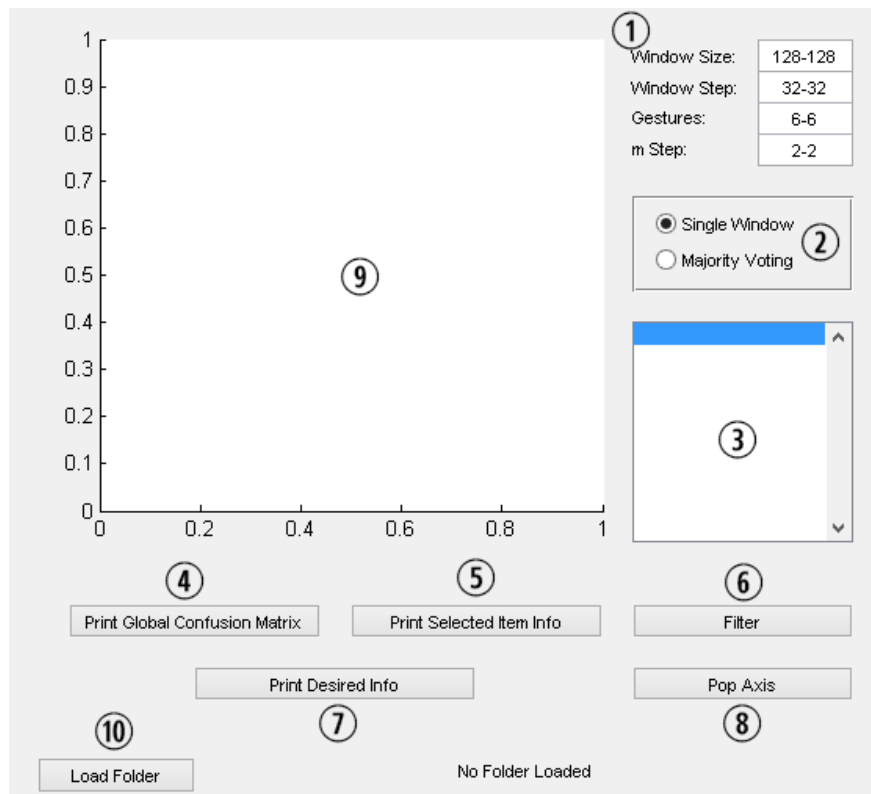 ①
Window Size: 128-128
Window Step: 32-32
Gestures: 6-6
m Step: 2-2
Single Window
②
Majority Voting
③
1
0.9
0.8
0.7
0.6
0.5
0.4
0.3
0.2
0.1
0
0 0.2 0.4 0.6 0.8 1
⑨
④ ⑤ ⑥
Print Global Confusion Matrix Print Selected Item Info Filter
Print Desired Info Pop Axis
⑦ ⑧
⑩
Load Folder No Folder Loaded